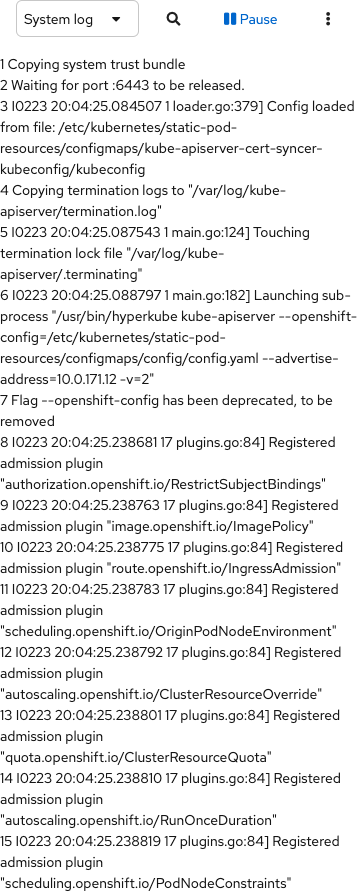 System log
Pause
1 Copying system trust bundle
2 Waiting for port :6443 to be released.
3 I0223 20:04:25.084507 1 loader.go:379] Config loaded
from file: /etc/kubernetes/static-pod-
resources/configmaps/kube-apiserver-cert-syncer-
kubeconfig/kubeconfig
4 Copying termination logs to "/var/log/kube-
apiserver/termination.log"
5 I0223 20:04:25.087543 1 main.go:124] Touching
termination lock file "/var/log/kube-
apiserver/.terminating"
6 I0223 20:04:25.088797 1 main.go:182] Launching sub-
process "/usr/bin/hyperkube kube-apiserver --openshift-
config=/etc/kubernetes/static-pod-
resources/configmaps/config/config.yaml --advertise-
address=10.0.171.12 -v=2"
7 Flag --openshift-config has been deprecated, to be
removed
8 I0223 20:04:25.238681 17 plugins.go:84] Registered
admission plugin
"authorization.openshift.io/RestrictSubjectBindings"
9 I0223 20:04:25.238763 17 plugins.go:84] Registered
admission plugin "image.openshift.io/ImagePolicy"
10 I0223 20:04:25.238775 17 plugins.go:84] Registered
admission plugin "route.openshift.io/IngressAdmission"
11 I0223 20:04:25.238783 17 plugins.go:84] Registered
admission plugin
"scheduling.openshift.io/OriginPodNodeEnvironment"
12 I0223 20:04:25.238792 17 plugins.go:84] Registered
admission plugin
"autoscaling.openshift.io/ClusterResourceOverride"
13 I0223 20:04:25.238801 17 plugins.go:84] Registered
admission plugin
"quota.openshift.io/ClusterResourceQuota"
14 I0223 20:04:25.238810 17 plugins.go:84] Registered
admission plugin
"autoscaling.openshift.io/RunOnceDuration"
15 I0223 20:04:25.238819 17 plugins.go:84] Registered
admission plugin
"scheduling.openshift.io/PodNodeConstraints"